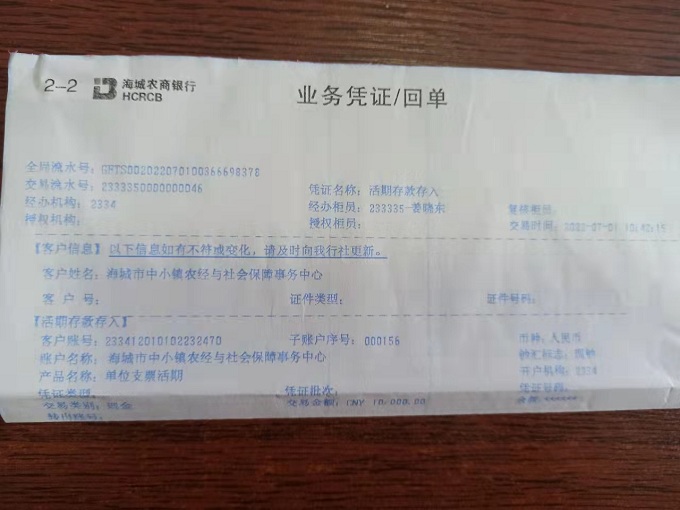 2-2 海城农商银行 HCRCB 业务凭证/回单
全局流水号: GRTS00202207010036669837​8
交易流水号: 2333350000000046 凭证名称: 活期存款存入
经办机构: 2334 经办柜员: 233335-姜晓东 复核柜员:
授权机构: 授权柜员: 交易时间: 2022-07-01
【客户信息】以下信息如有不符或变化,请及时向我行社更新。
客户姓名: 海城市中小镇农经与社会保障事务中心
客 户 号: 证件类型: 证件号码:
【活期存款存入】
客户账号: 233412010102232470 子账户序号: 000156 币种: 人民币
账户名称: 海城市中小镇农经与社会保障事务中心 钞汇标志:
产品名称: 单位支票活期 开户机构: 2334
凭证类型: 凭证批次: 凭证号码:
交易类别: 现金 交易金额: CNY 10,000.00